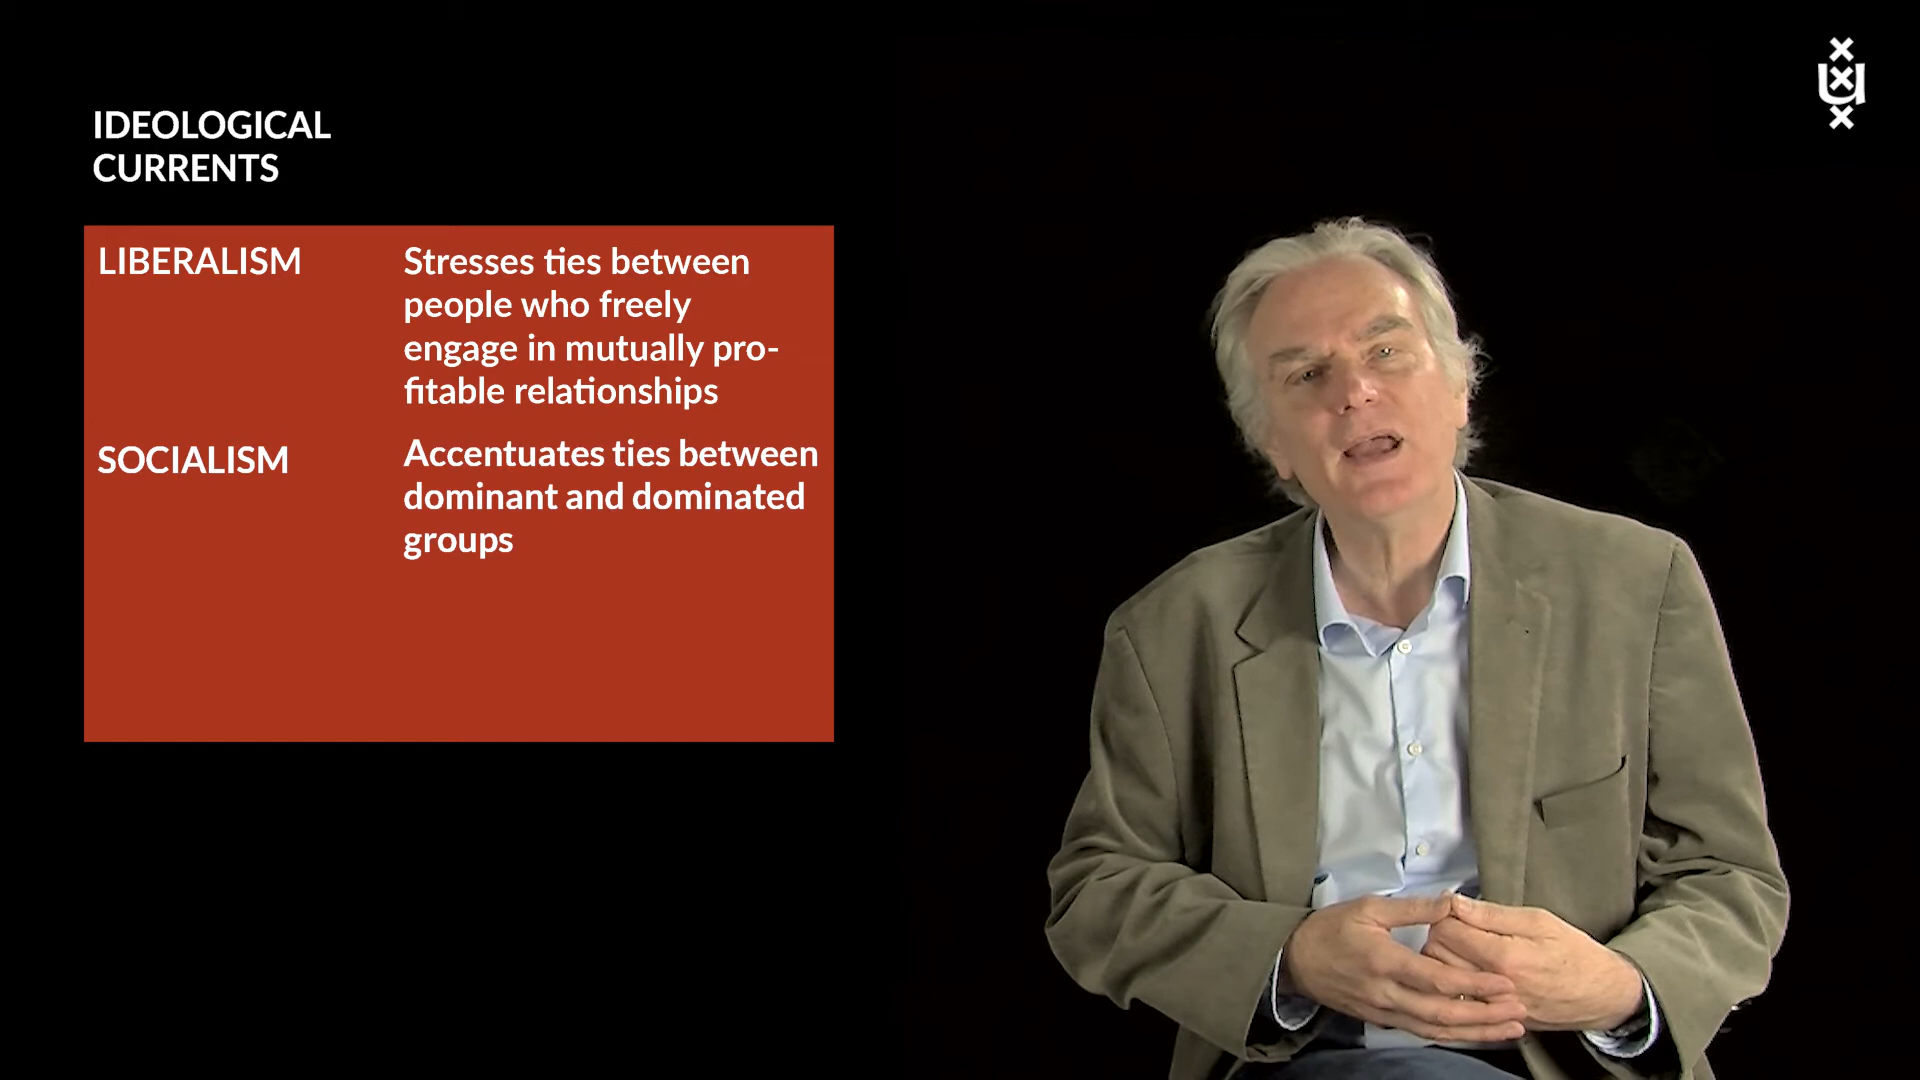 IDEOLOGICAL
CURRENTS
LIBERALISM
Stresses ties between
people who freely
engage in mutually pro-
fitable relationships
SOCIALISM
Accentuates ties between
dominant and dominated
groups